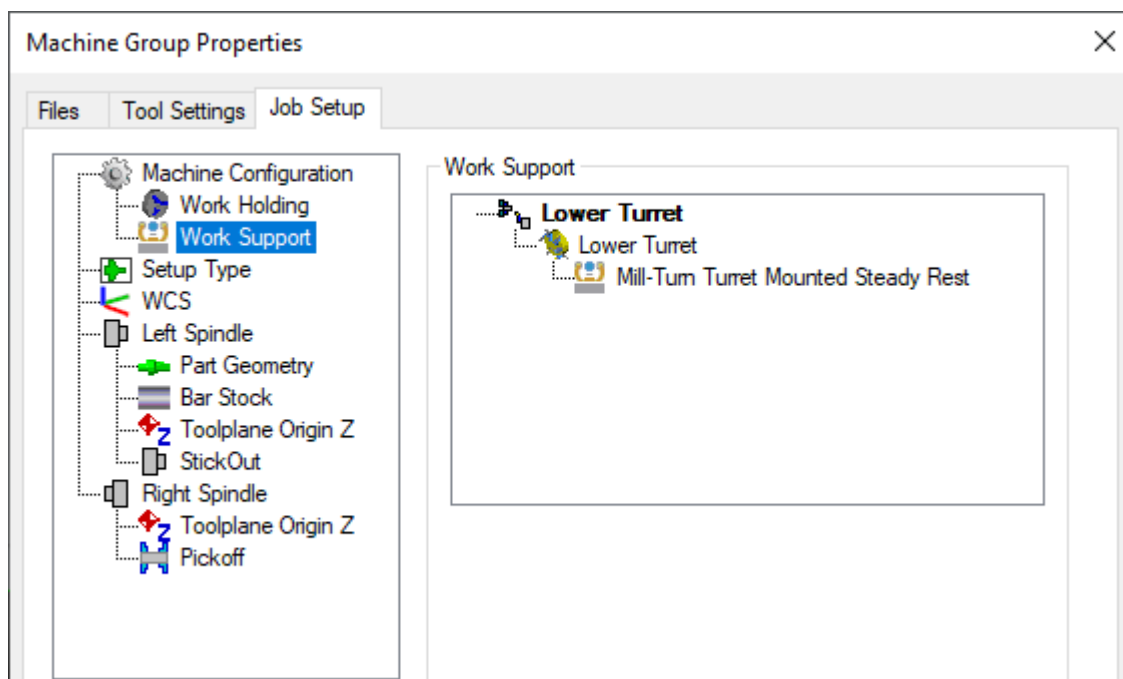 Machine Group Properties
Files
Tool Settings
Job Setup
Machine Configuration
Work Holding
Work Support
Setup Type
WCS
Left Spindle
Part Geometry
Bar Stock
Toolplane Origin Z
StickOut
Right Spindle
Toolplane Origin Z
Pickoff
Work Support
Lower Turret
Lower Turret
Mill-Turn Turret Mounted Steady Rest